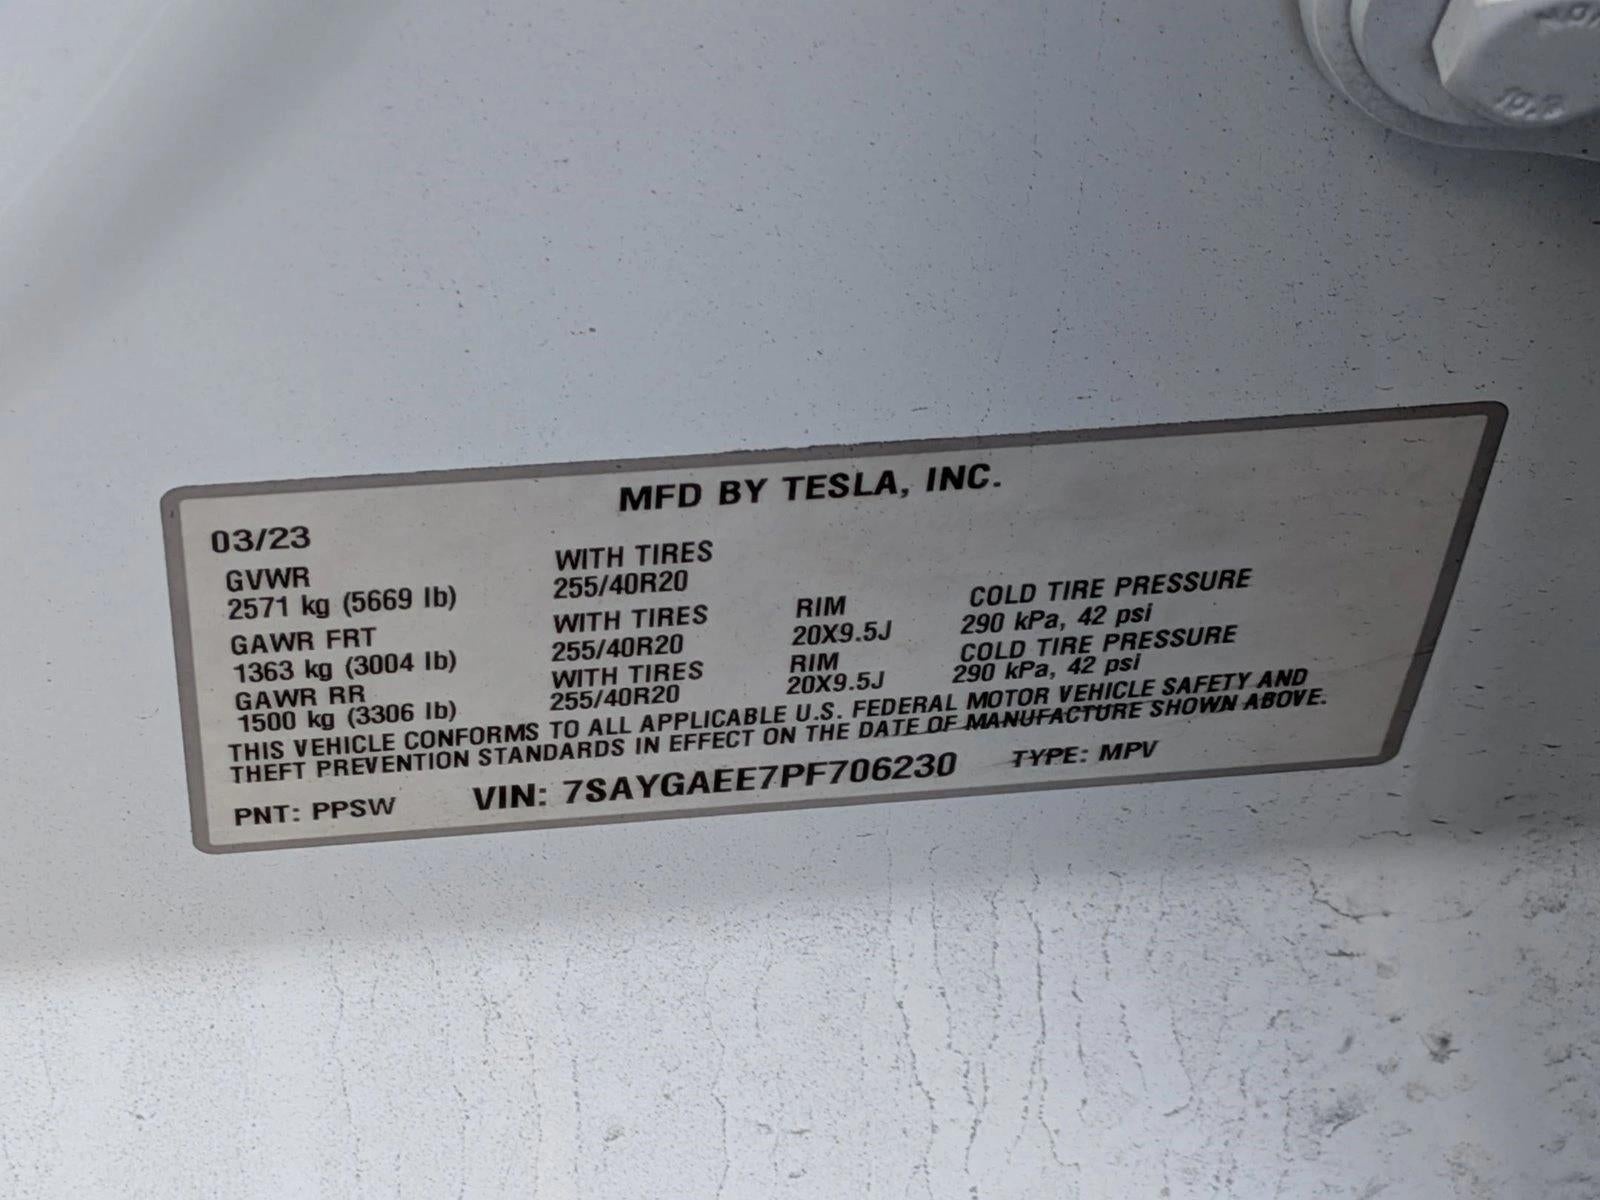 MFD BY TESLA, INC.
03/23
GVWR WITH TIRES
2571 kg (5669 lb) 255/40R20
GAWR FRT WITH TIRES RIM COLD TIRE PRESSURE
1363 kg (3004 lb) 255/40R20 20X9.5J 290 kPa, 42 psi
GAWR RR WITH TIRES RIM COLD TIRE PRESSURE
1500 kg (3306 lb) 255/40R20 20X9.5J 290 kPa, 42 psi
THIS VEHICLE CONFORMS TO ALL APPLICABLE U.S. FEDERAL MOTOR VEHICLE SAFETY AND
THEFT PREVENTION STANDARDS IN EFFECT ON THE DATE OF MANUFACTURE SHOWN ABOVE.
PNT: PPSW VIN: 7SAYGAEE7PF706230 TYPE: MPV